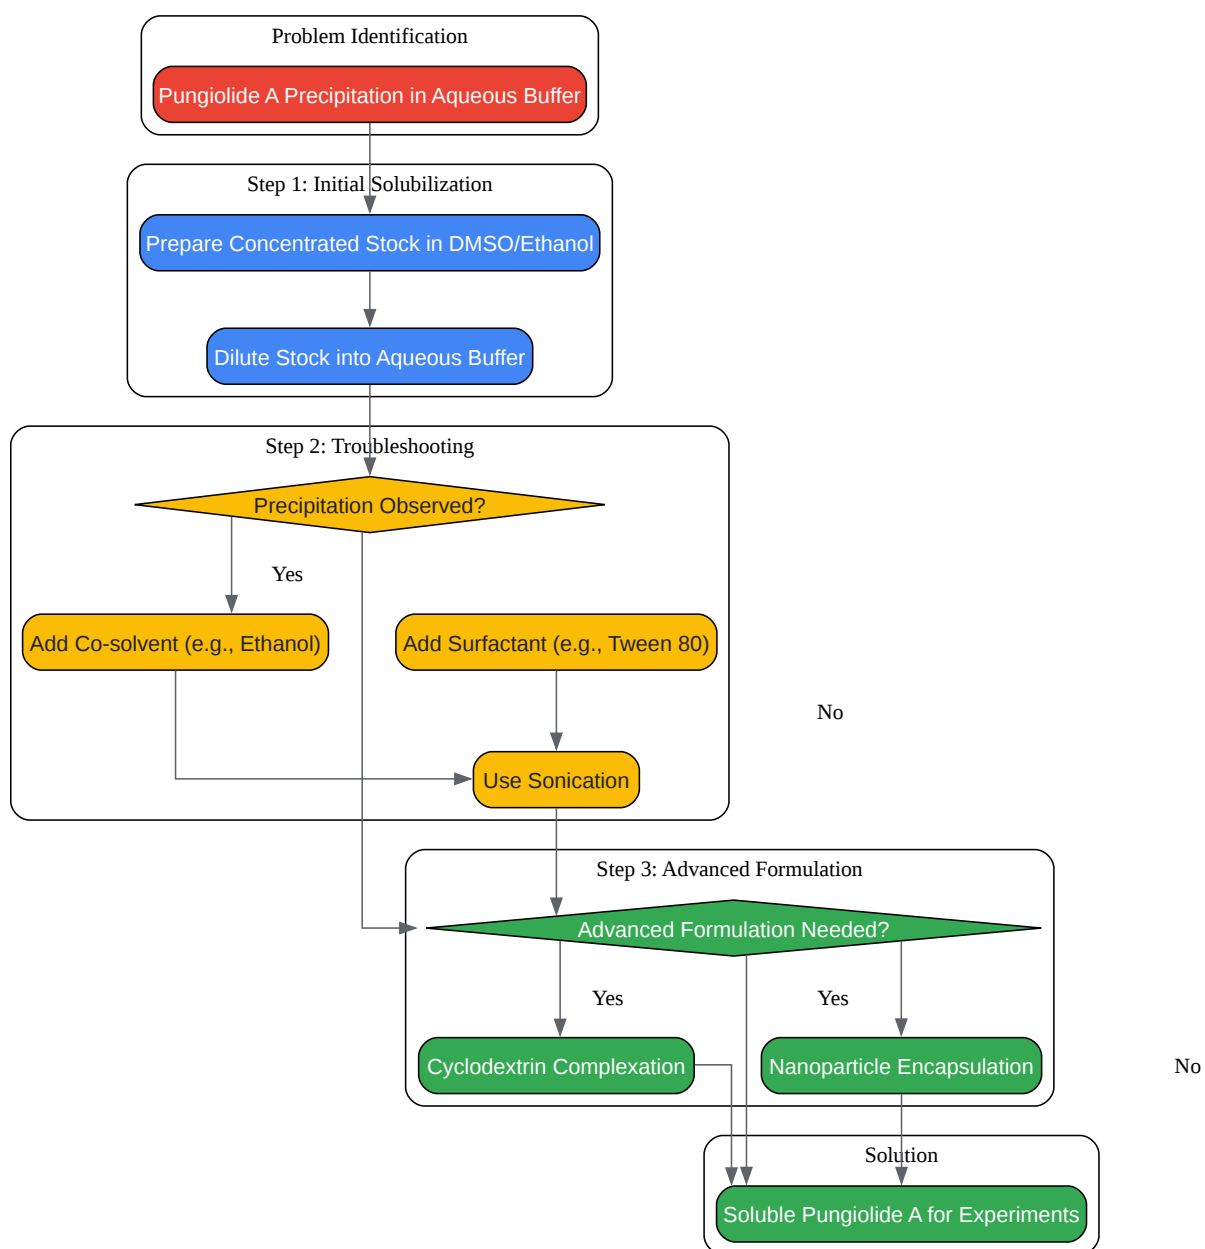 Problem Identification
Pungiolide A Precipitation in Aqueous Buffer
Step 1: Initial Solubilization
Prepare Concentrated Stock in DMSO/Ethanol
Dilute Stock into Aqueous Buffer
Step 2: Troubleshooting
Precipitation Observed?
Yes
Add Co-solvent (e.g., Ethanol)
Add Surfactant (e.g., Tween 80)
No
Use Sonication
Step 3: Advanced Formulation
Advanced Formulation Needed?
Yes
Yes
Cyclodextrin Complexation
Nanoparticle Encapsulation
No
Solution
Soluble Pungiolide A for Experiments